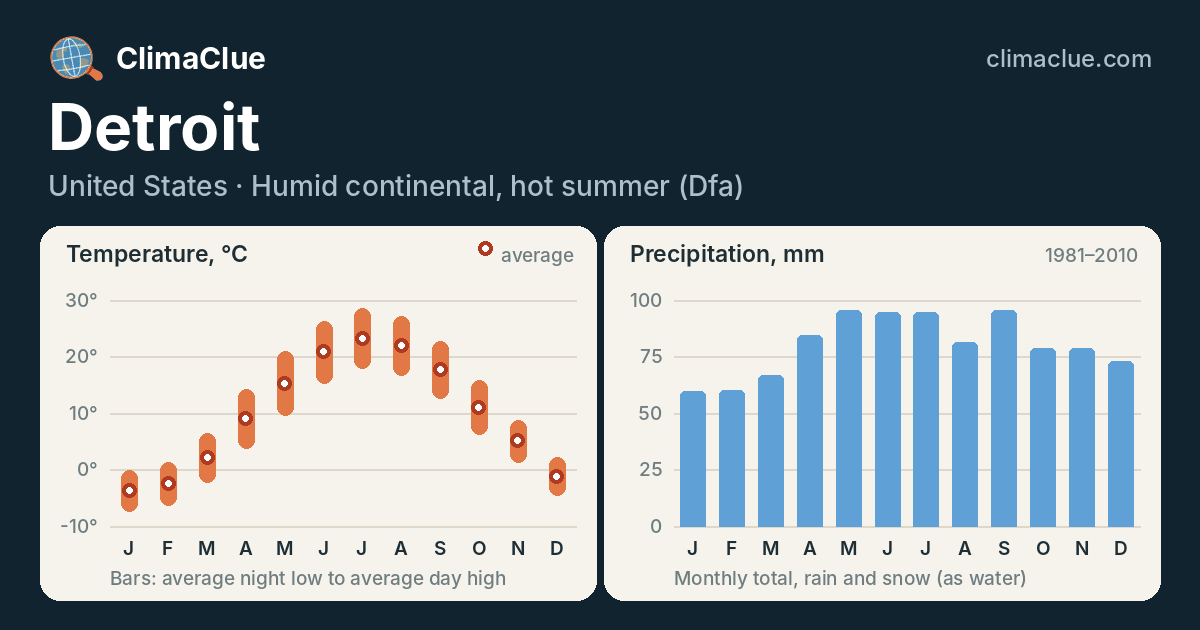 ClimaClue
climaclue.com
Detroit
United States · Humid continental, hot summer (Dfa)
Temperature, °C
average
30°
20°
10°
0°
-10°
J F M A M J J A S O N D
Bars: average night low to average day high
Precipitation, mm
1981–2010
100
75
50
25
0
J F M A M J J A S O N D
Monthly total, rain and snow (as water)